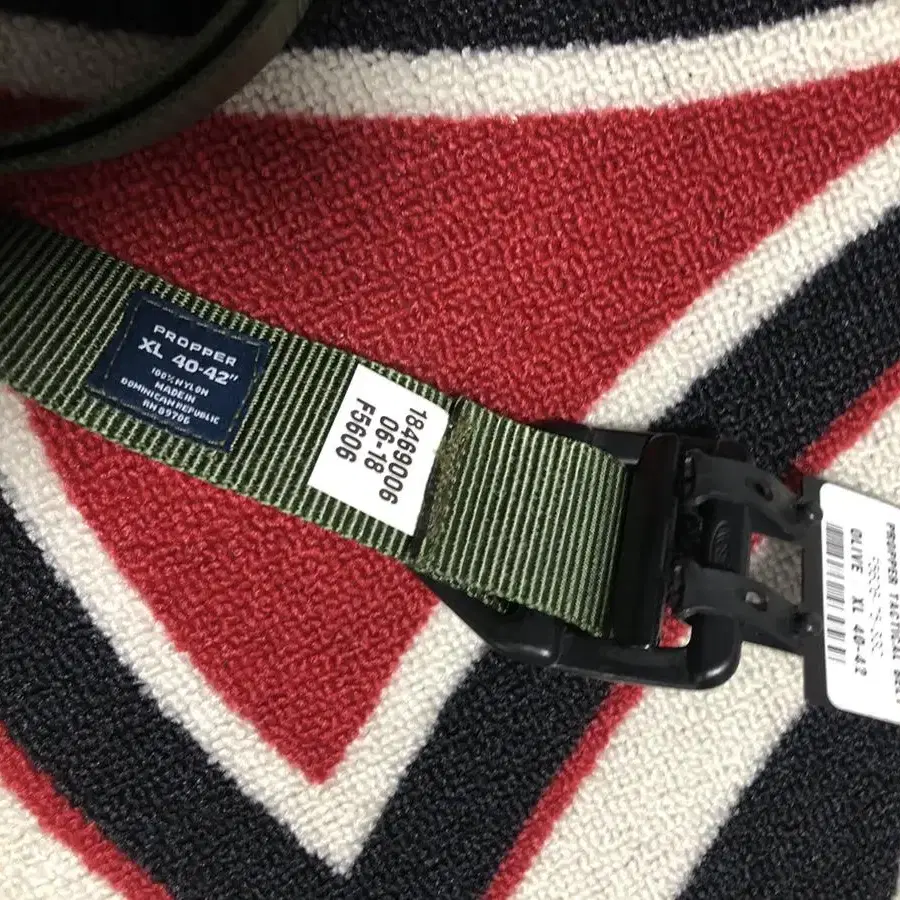 PROPPER
XL 40-42"
100% NYLON
MADE IN
DOMINICAN REPUBLIC
RN 89706
18469006
06-18
F5606
PROPPER TACTICAL BELT
OLIVE XL 40-42